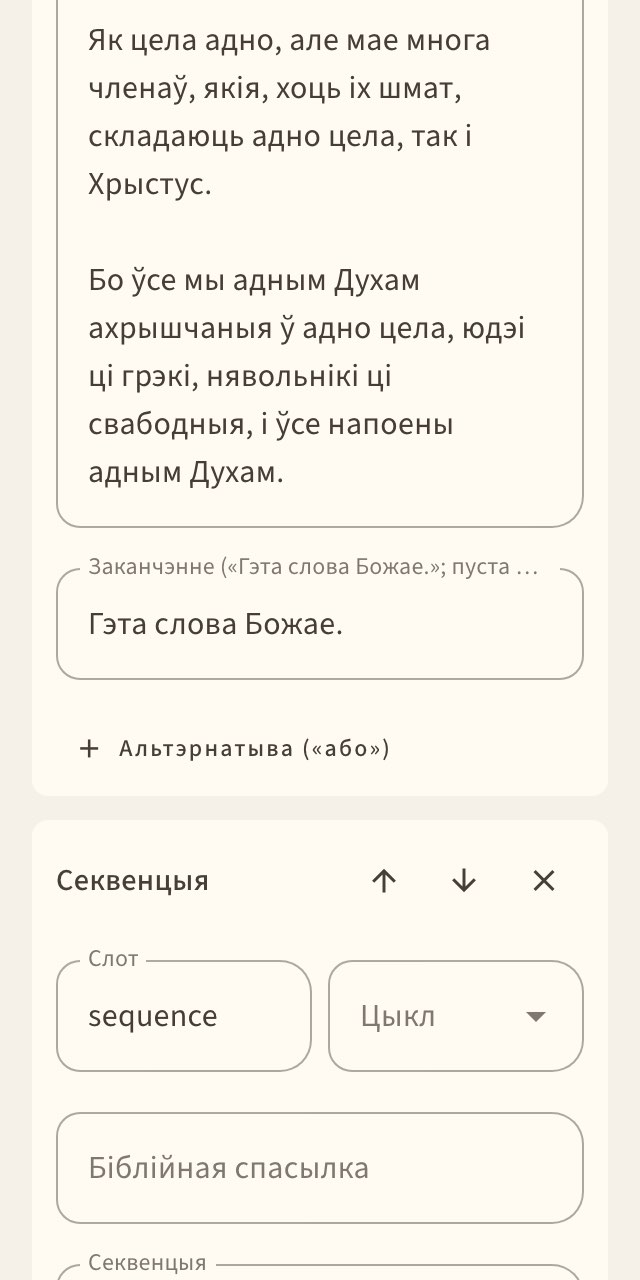 Як цела адно, але мае многа
членаў, якія, хоць іх шмат,
складаюць адно цела, так і
Хрыстус.
Бо ўсе мы адным Духам
ахрышчаныя ў адно цела, юдэі
ці грэкі, нявольнікі ці
свабодныя, і ўсе напоены
адным Духам.
Заканчэнне («Гэта слова Божае.»; пуста ...
Гэта слова Божае.
+ Альтэрнатыва («або»)
Секвенцыя
Слот
sequence
Цыкл
Біблійная спасылка
Секвенцыя